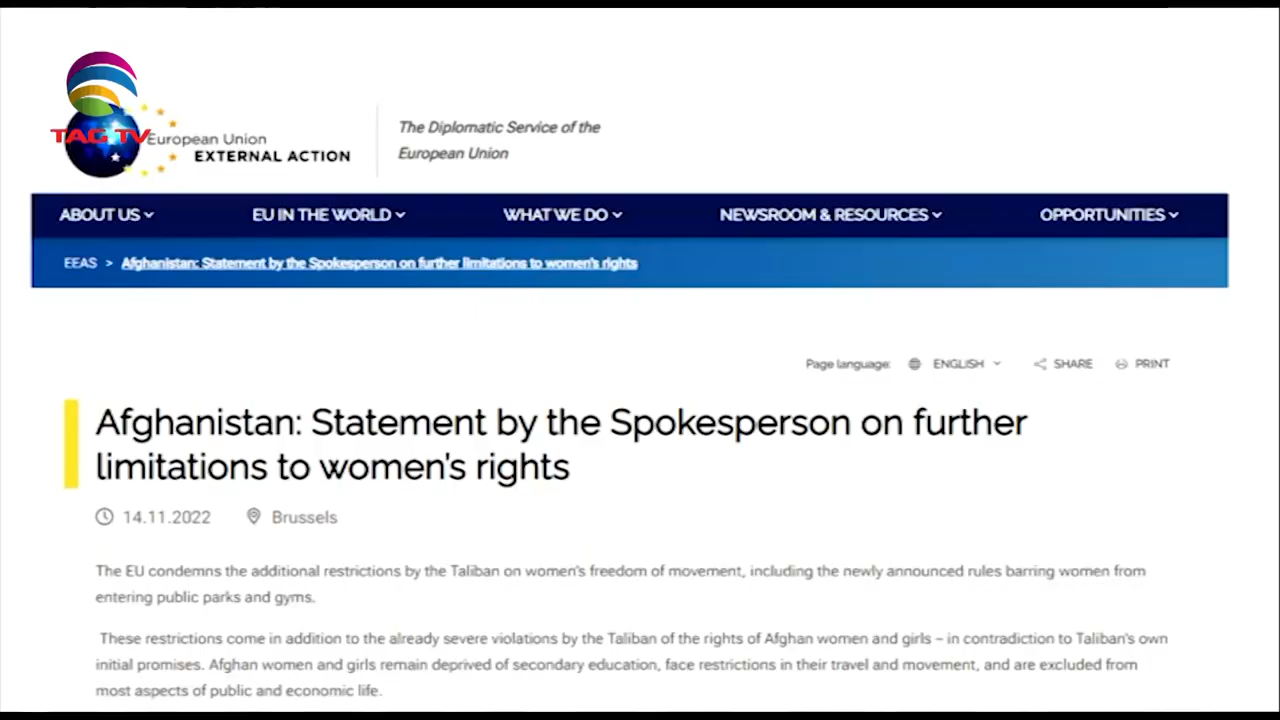 TAG TV
European Union
EXTERNAL ACTION
The Diplomatic Service of the
European Union
ABOUT US
EU IN THE WORLD
WHAT WE DO
NEWSROOM & RESOURCES
OPPORTUNITIES
EEAS > Afghanistan: Statement by the Spokesperson on further limitations to women's rights
Page language: ENGLISH SHARE PRINT
Afghanistan: Statement by the Spokesperson on further
limitations to women's rights
14.11.2022 Brussels
The EU condemns the additional restrictions by the Taliban on women's freedom of movement, including the newly announced rules barring women from
entering public parks and gyms.
These restrictions come in addition to the already severe violations by the Taliban of the rights of Afghan women and girls – in contradiction to Taliban's own
initial promises. Afghan women and girls remain deprived of secondary education, face restrictions in their travel and movement, and are excluded from
most aspects of public and economic life.